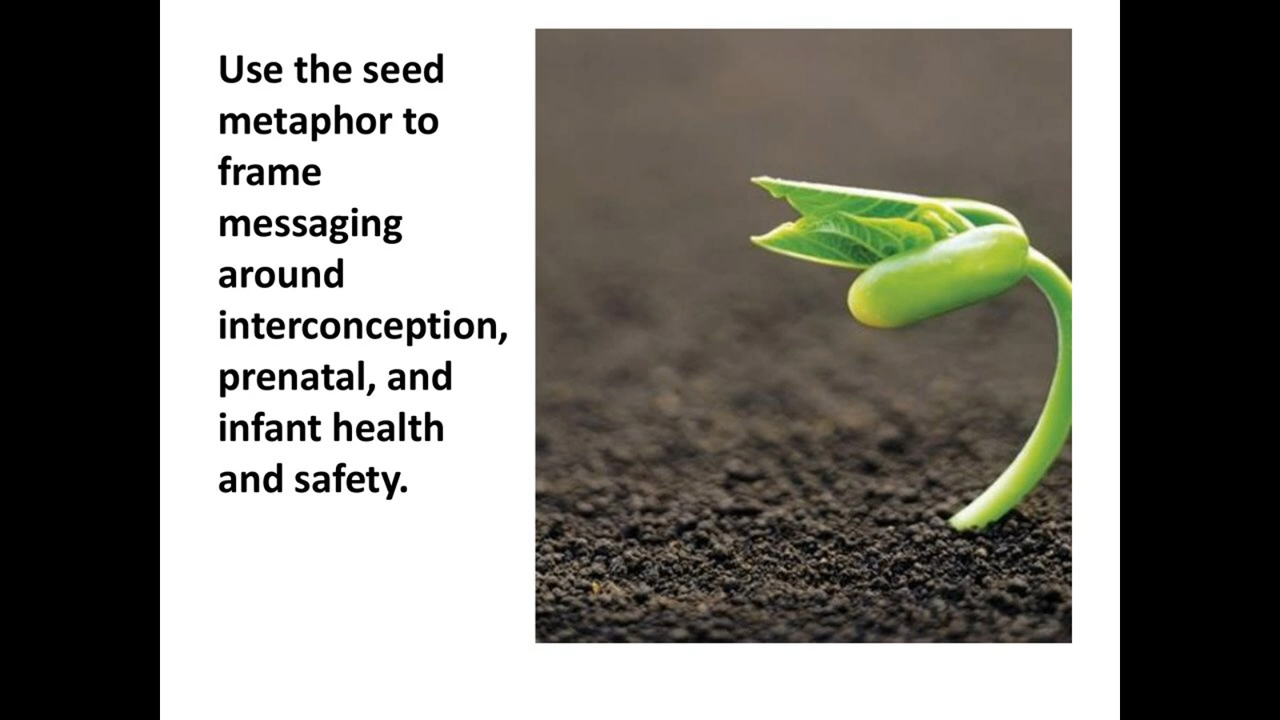 Use the seed
metaphor to
frame
messaging
around
interconception,
prenatal, and
infant health
and safety.